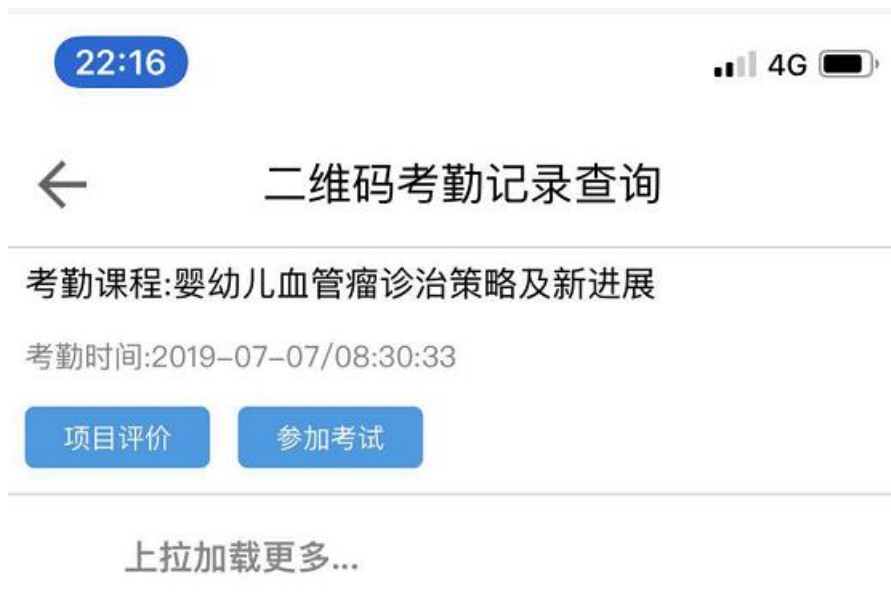 22:16 4G
二维码考勤记录查询
考勤课程:婴幼儿血管瘤诊治策略及新进展
考勤时间:2019-07-07/08:30:33
项目评价 参加考试
上拉加载更多...